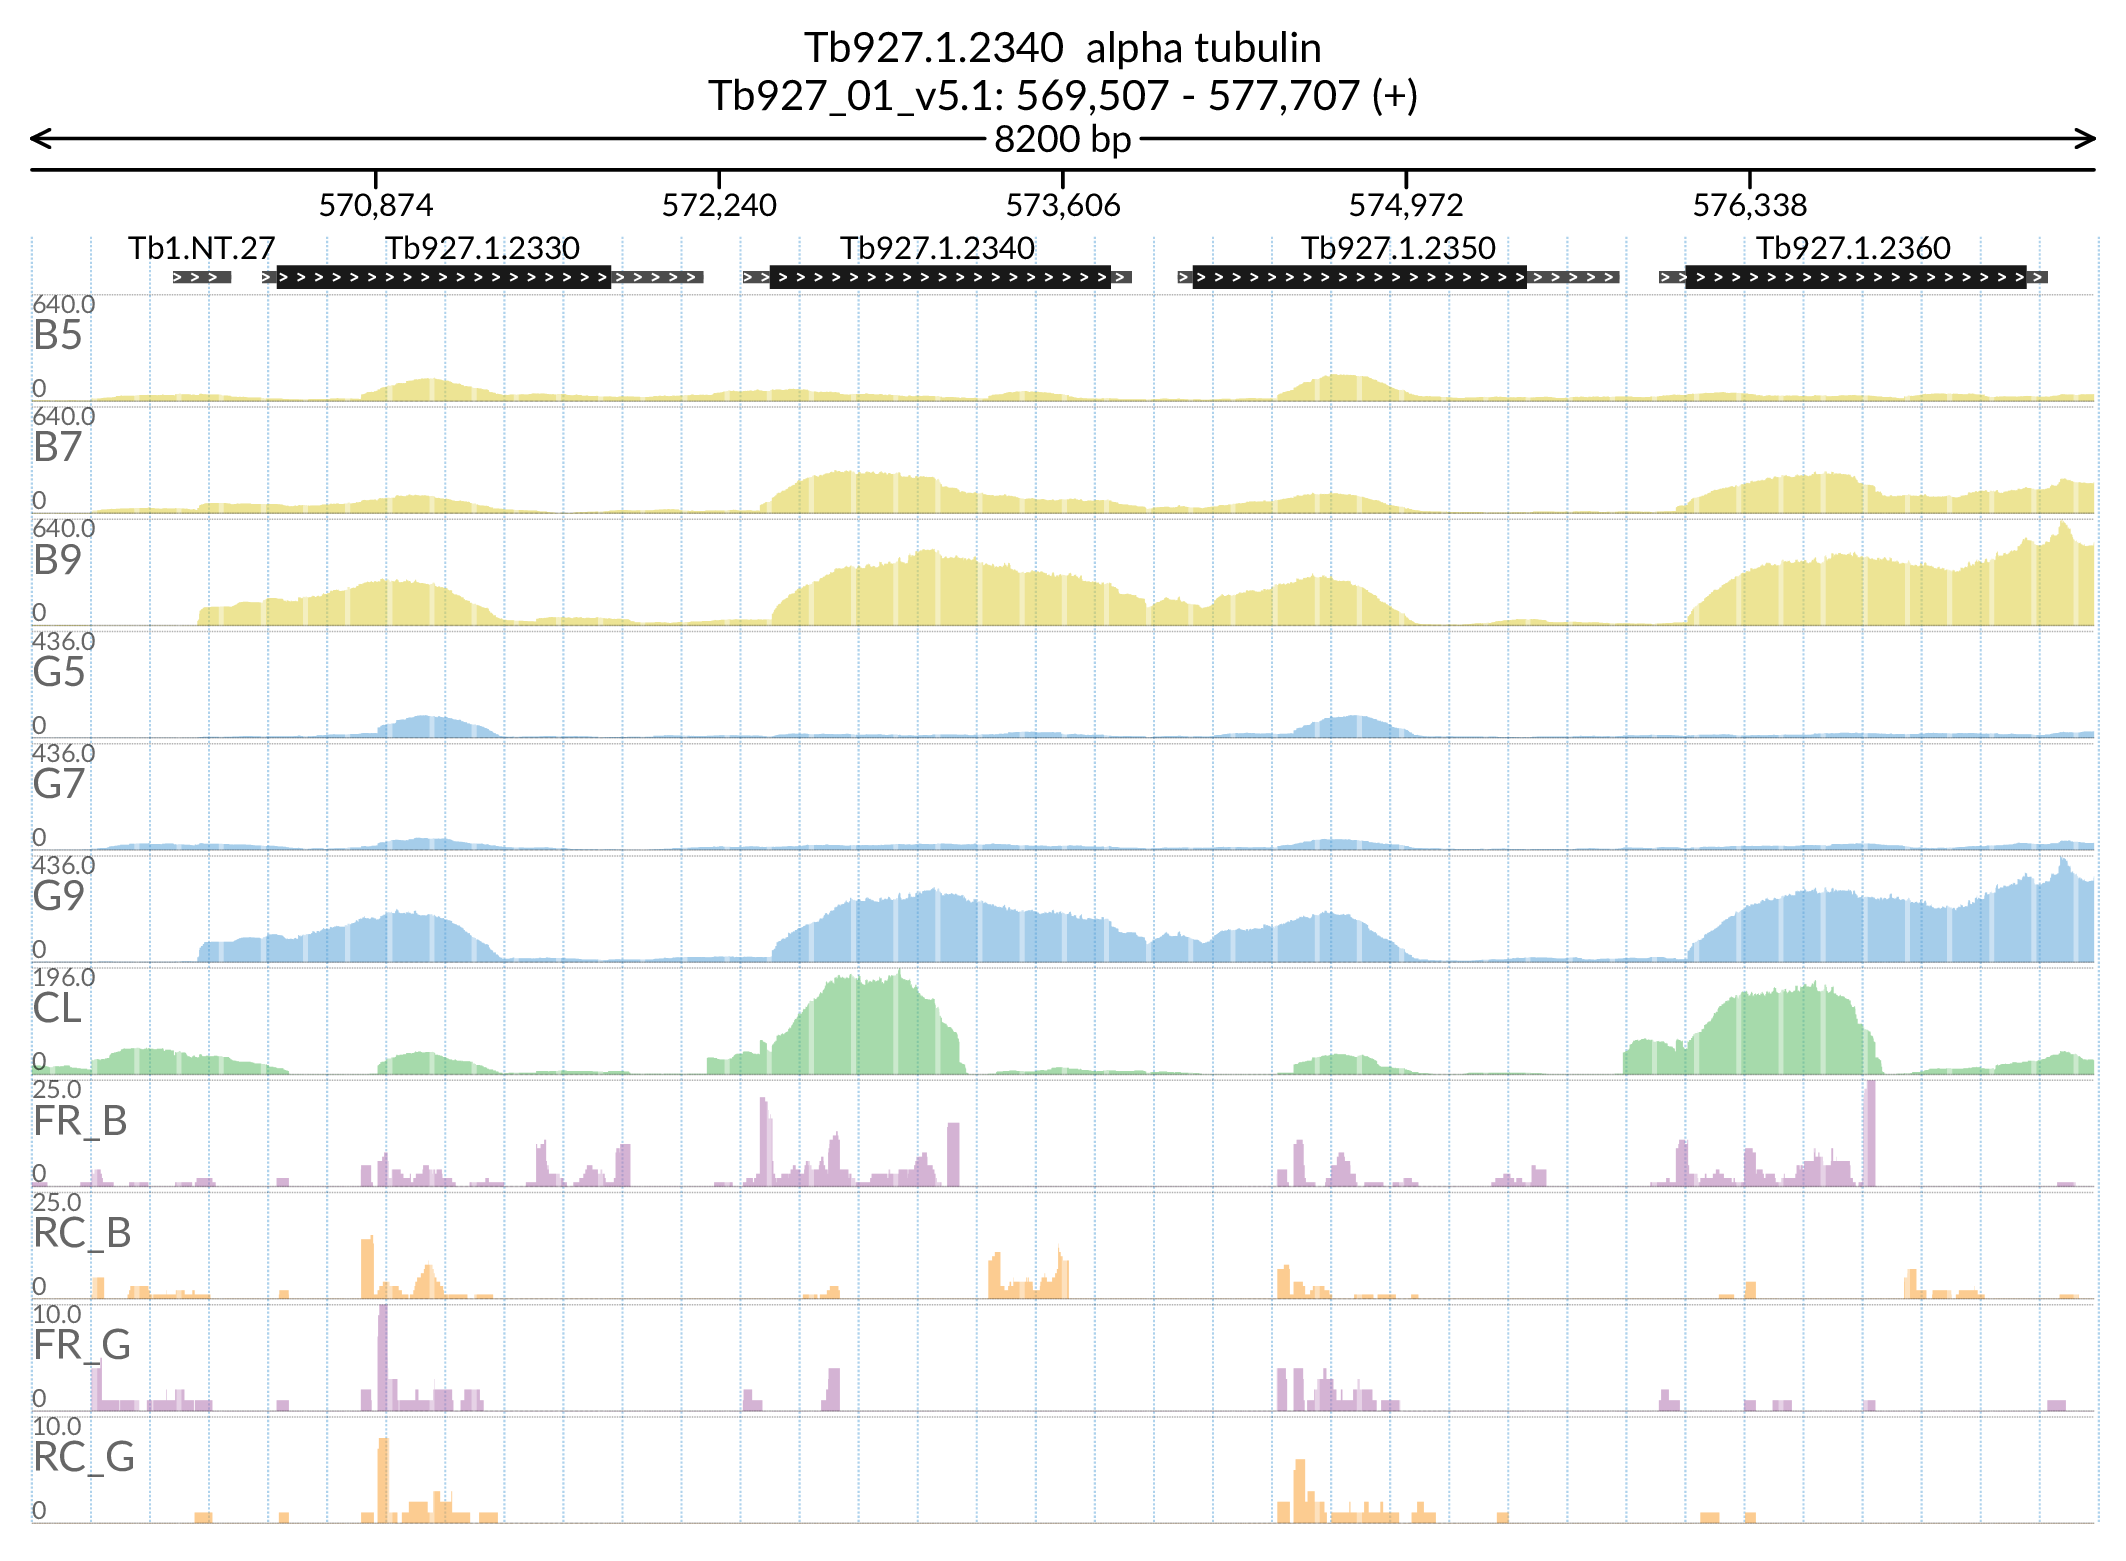 Tb927.1.2340 alpha tubulin
Tb927_01_v5.1: 569,507 - 577,707 (+)
8200 bp
570,874 572,240 573,606 574,972 576,338
Tb1.NT.27 Tb927.1.2330 Tb927.1.2340 Tb927.1.2350 Tb927.1.2360
640.0
B5
0
640.0
B7
0
640.0
B9
0
436.0
G5
0
436.0
G7
0
436.0
G9
0
196.0
CL
0
25.0
FR_B
0
25.0
RC_B
0
10.0
FR_G
0
10.0
RC_G
0